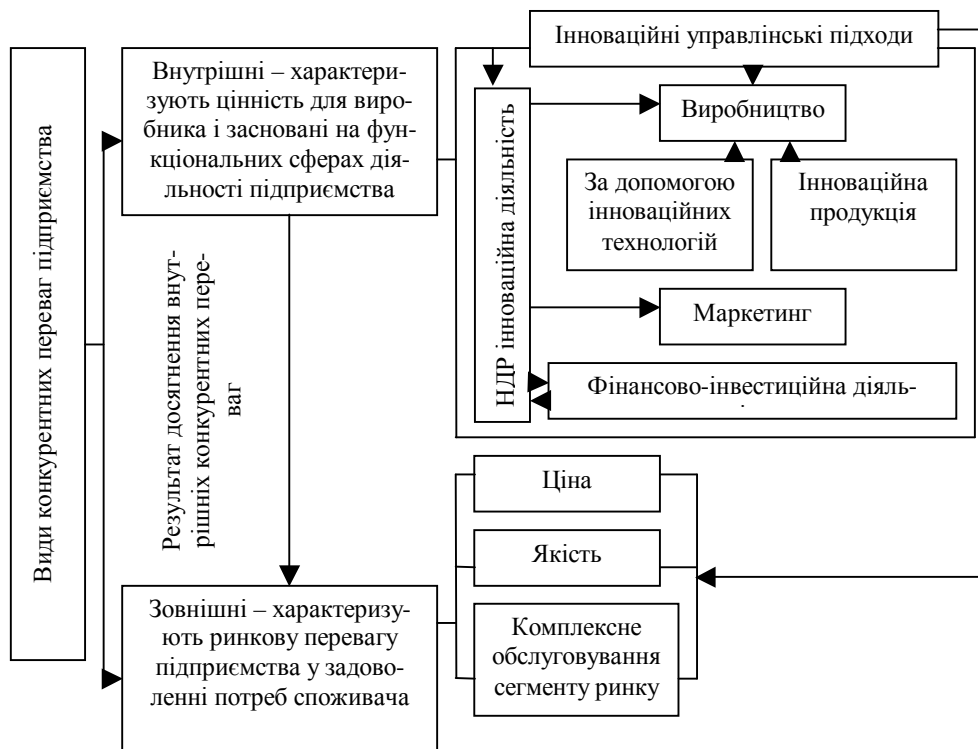 Види конкурентних переваг підприємства
Внутрішні – характери-
зують цінність для виро-
бника і засновані на фун-
кціональних сферах дія-
льності підприємства
Результат досягнення внут-
рішніх конкурентних пере-
ваг
Зовнішні – характеризу-
ють ринкову перевагу
підприємства у задово-
ленні потреб споживача
Інноваційні управлінські підходи
НДР інноваційна діяльність
Виробництво
За допомогою
інноваційних
технологій
Інноваційна
продукція
Маркетинг
Фінансово-інвестиційна діяль-
Ціна
Якість
Комплексне
обслуговування
сегменту ринку